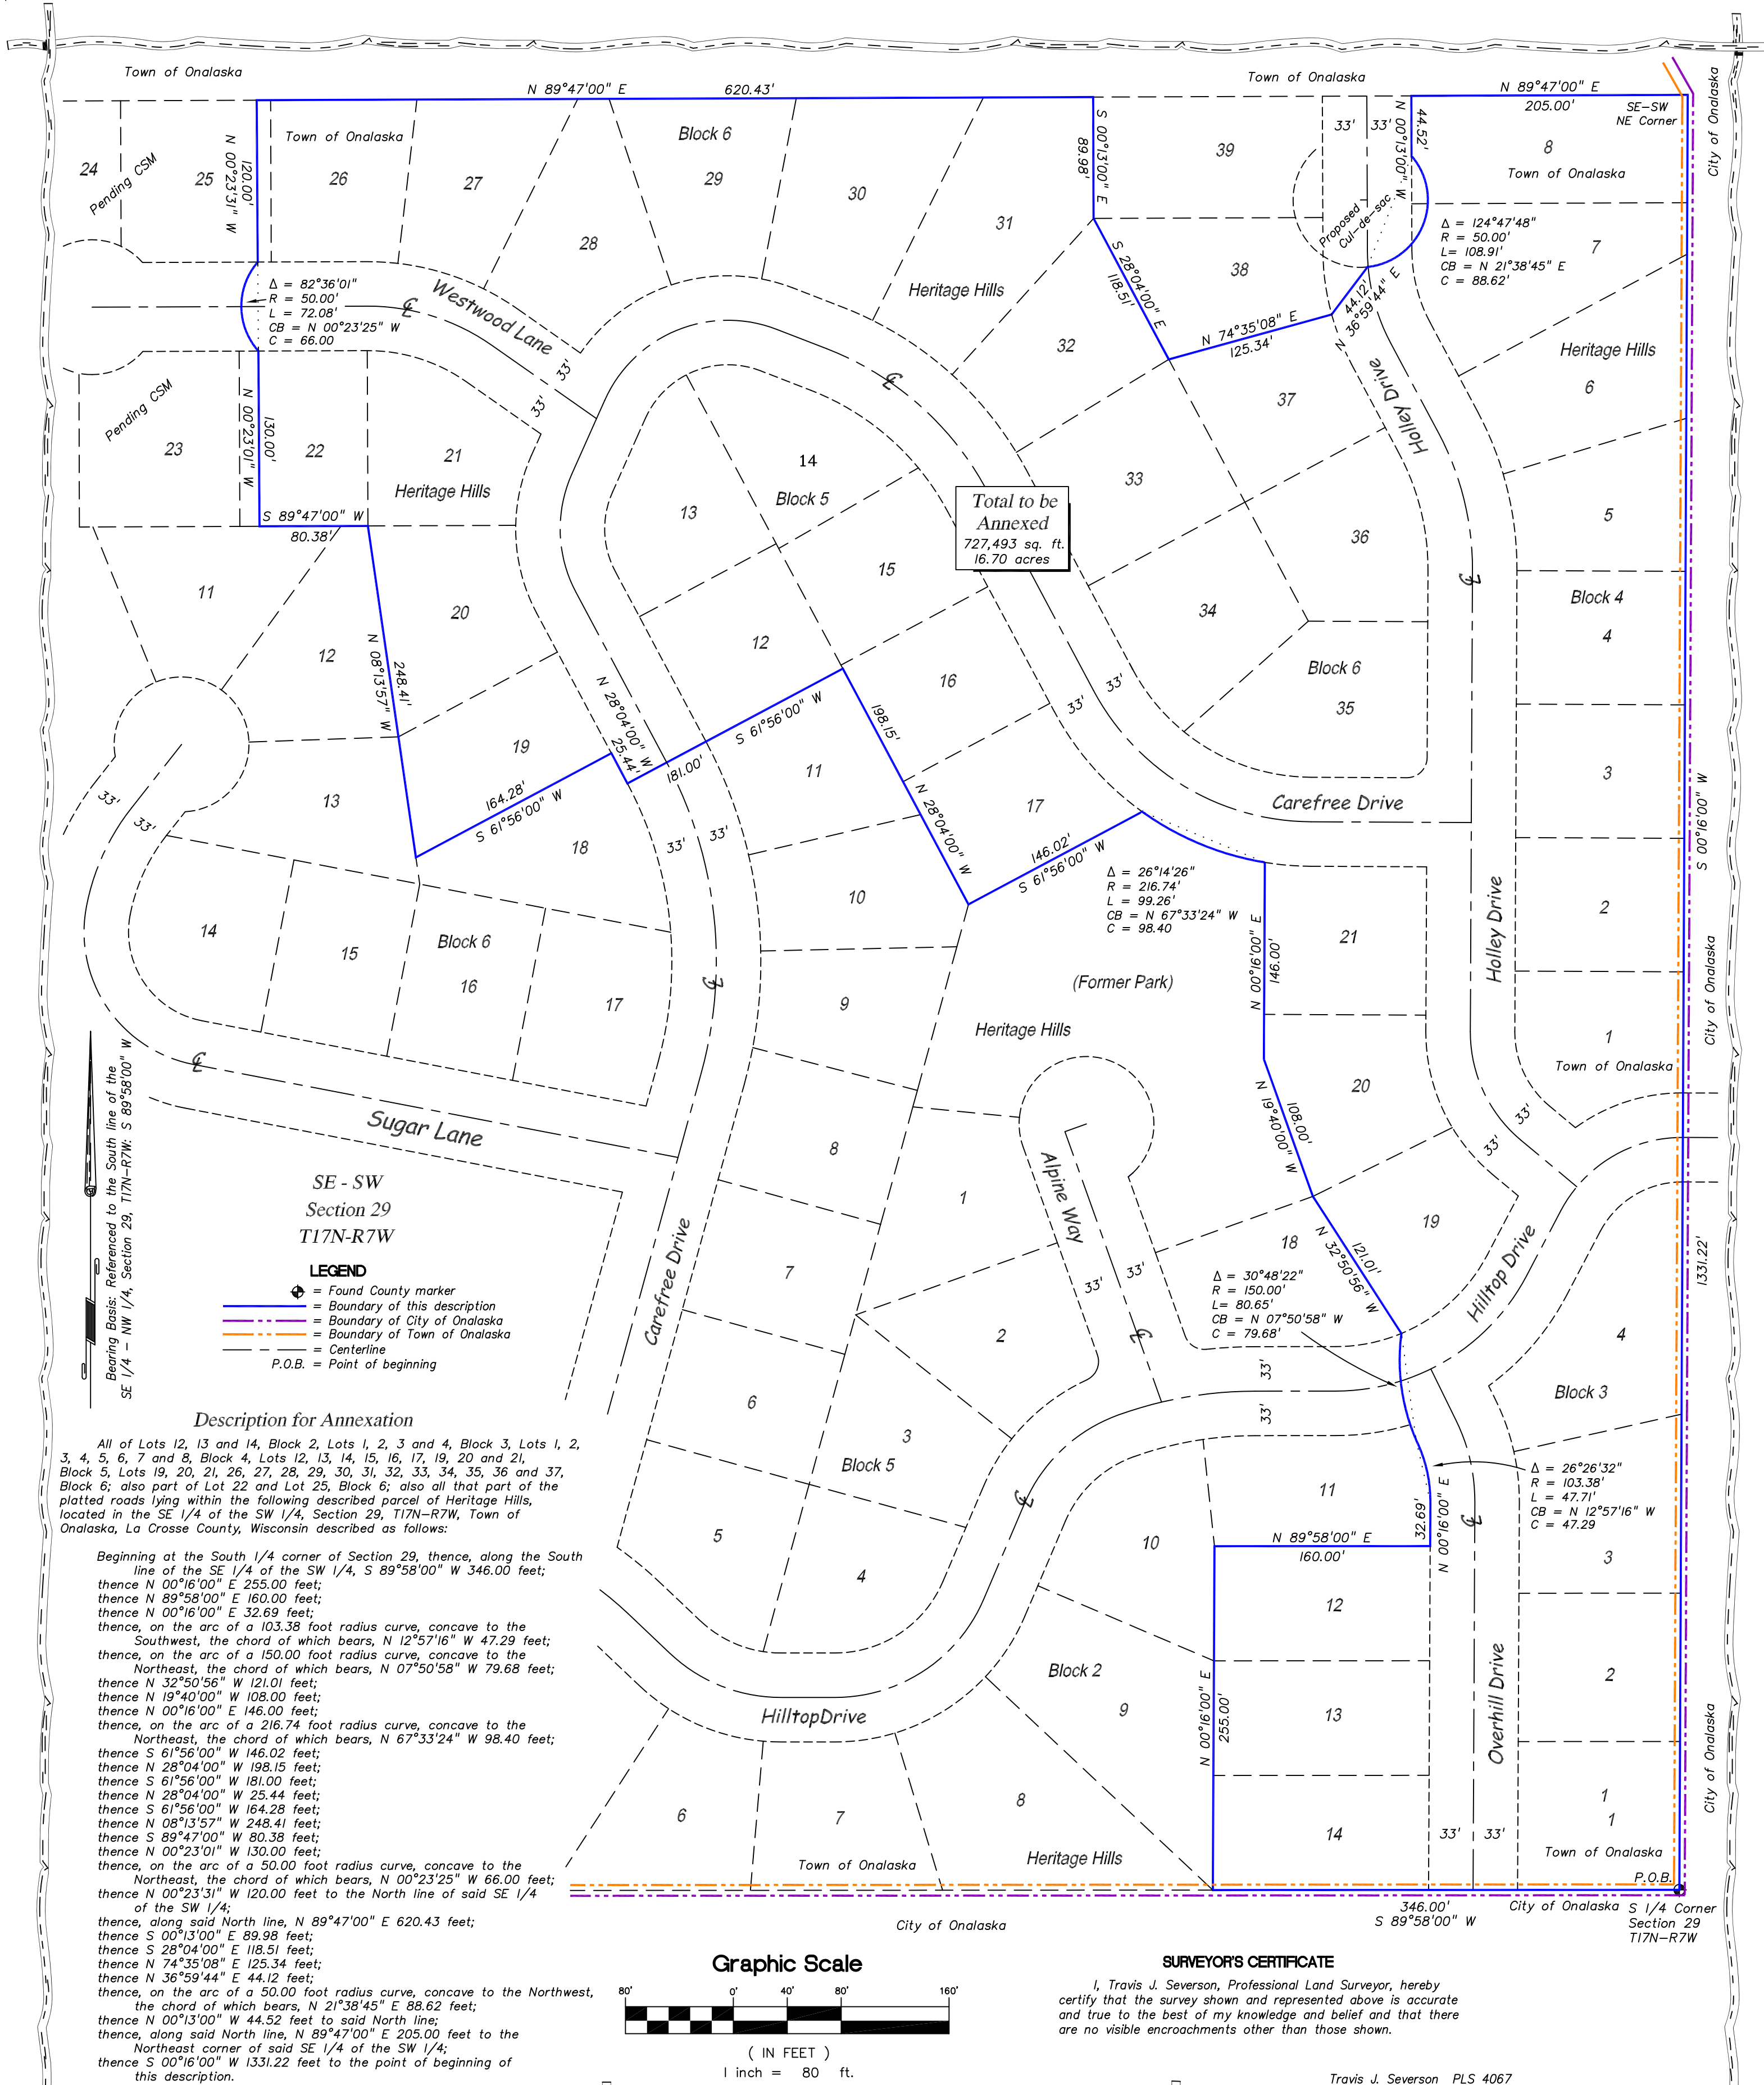 Town of Onalaska
Town of Onalaska
N 89°47'00" E 620.43'
N 89°47'00" E
205.00'
SE-SW
NE Corner
City of Onalaska
24
Pending CSM
25
N 00°23'31" W
120.00'
Town of Onalaska
26
27
28
Block 6
29
30
31
S 00°13'00" E
89.98'
39
33'
33'
N 00°13'00" W
44.52'
8
Town of Onalaska
Proposed
Cul-de-sac
Δ = 124°47'48"
R = 50.00'
L= 108.91'
CB = N 21°38'45" E
C = 88.62'
7
38
Δ = 82°36'01"
R = 50.00'
L = 72.08'
CB = N 00°23'25" W
C = 66.00
Westwood Lane
Heritage Hills
S 28°04'00" E
118.51'
N 74°35'08" E
125.34'
44.12'
N 36°59'44" E
32
33'
33'
Heritage Hills
6
37
Holley Drive
Pending CSM
23
N 00°23'01" W
130.00'
22
21
Heritage Hills
14
Block 5
13
33
Total to be
Annexed
727,493 sq. ft.
16.70 acres
S 89°47'00" W
80.38'
5
36
15
11
20
12
12
34
Block 4
4
N 08°13'57" W
248.41'
N 28°04'00" W
25.44'
16
Block 6
35
33'
33'
S 61°56'00" W
181.00'
198.15'
N 28°04'00" W
19
11
13
164.28'
S 61°56'00" W
17
Carefree Drive
3
S 00°16'00" W
33'
33'
18
33'
33'
146.02'
S 61°56'00" W
Δ = 26°14'26"
R = 216.74'
L = 99.26'
CB = N 67°33'24" W
C = 98.40
10
2
14
Block 6
15
16
17
N 00°16'00" E
146.00'
21
Holley Drive
City of Onalaska
(Former Park)
9
Heritage Hills
1
Town of Onalaska
20
Bearing Basis: Referenced to the South line of the
SE 1/4 - NW 1/4, Section 29, T17N-R7W: S 89°58'00" W
Sugar Lane
8
108.00'
N 19°40'00" W
33'
33'
Alpine Way
1
SE - SW
Section 29
T17N-R7W
19
18
Carefree Drive
7
33'
33'
121.01'
N 32°50'56" W
Hilltop Drive
1331.22'
LEGEND
= Found County marker
= Boundary of this description
= Boundary of City of Onalaska
= Boundary of Town of Onalaska
= Centerline
P.O.B. = Point of beginning
Δ = 30°48'22"
R = 150.00'
L= 80.65'
CB = N 07°50'58" W
C = 79.68'
2
4
33'
33'
Block 3
6
3
Block 5
Description for Annexation
All of Lots 12, 13 and 14, Block 2, Lots 1, 2, 3 and 4, Block 3, Lots 1, 2,
3, 4, 5, 6, 7 and 8, Block 4, Lots 12, 13, 14, 15, 16, 17, 19, 20 and 21,
Block 5, Lots 19, 20, 21, 26, 27, 28, 29, 30, 31, 32, 33, 34, 35, 36 and 37,
Block 6; also part of Lot 22 and Lot 25, Block 6; also all that part of the
platted roads lying within the following described parcel of Heritage Hills,
located in the SE 1/4 of the SW 1/4, Section 29, T17N-R7W, Town of
Onalaska, La Crosse County, Wisconsin described as follows:
Beginning at the South 1/4 corner of Section 29, thence, along the South
line of the SE 1/4 of the SW 1/4, S 89°58'00" W 346.00 feet;
thence N 00°16'00" E 255.00 feet;
thence N 89°58'00" E 160.00 feet;
thence N 00°16'00" E 32.69 feet;
thence, on the arc of a 103.38 foot radius curve, concave to the
Southwest, the chord of which bears, N 12°57'16" W 47.29 feet;
thence, on the arc of a 150.00 foot radius curve, concave to the
Northeast, the chord of which bears, N 07°50'58" W 79.68 feet;
thence N 32°50'56" W 121.01 feet;
thence N 19°40'00" W 108.00 feet;
thence N 00°16'00" E 146.00 feet;
thence, on the arc of a 216.74 foot radius curve, concave to the
Northeast, the chord of which bears, N 67°33'24" W 98.40 feet;
thence S 61°56'00" W 146.02 feet;
thence N 28°04'00" W 198.15 feet;
thence S 61°56'00" W 181.00 feet;
thence N 28°04'00" W 25.44 feet;
thence S 61°56'00" W 164.28 feet;
thence N 08°13'57" W 248.41 feet;
thence S 89°47'00" W 80.38 feet;
thence N 00°23'01" W 130.00 feet;
thence, on the arc of a 50.00 foot radius curve, concave to the
Northeast, the chord of which bears, N 00°23'25" W 66.00 feet;
thence N 00°23'31" W 120.00 feet to the North line of said SE 1/4
of the SW 1/4;
thence, along said North line, N 89°47'00" E 620.43 feet;
thence S 00°13'00" E 89.98 feet;
thence S 28°04'00" E 118.51 feet;
thence N 74°35'08" E 125.34 feet;
thence N 36°59'44" E 44.12 feet;
thence, on the arc of a 50.00 foot radius curve, concave to the Northwest,
the chord of which bears, N 21°38'45" E 88.62 feet;
thence N 00°13'00" W 44.52 feet to said North line;
thence, along said North line, N 89°47'00" E 205.00 feet to the
Northeast corner of said SE 1/4 of the SW 1/4;
thence S 00°16'00" W 1331.22 feet to the point of beginning of
this description.
5
4
11
Δ = 26°26'32"
R = 103.38'
L = 47.71'
CB = N 12°57'16" W
C = 47.29
32.69'
N 00°16'00" E
N 89°58'00" E
160.00'
10
3
12
Block 2
9
N 00°16'00" E
255.00'
13
2
Overhill Drive
HilltopDrive
City of Onalaska
6
7
8
1
1
14
33'
33'
Town of Onalaska
Town of Onalaska
Heritage Hills
P.O.B.
City of Onalaska
346.00'
S 89°58'00" W
City of Onalaska
S 1/4 Corner
Section 29
T17N-R7W
Graphic Scale
80' 0' 40' 80' 160'
( IN FEET )
1 inch = 80 ft.
SURVEYOR'S CERTIFICATE
I, Travis J. Severson, Professional Land Surveyor, hereby
certify that the survey shown and represented above is accurate
and true to the best of my knowledge and belief and that there
are no visible encroachments other than those shown.
Travis J. Severson PLS 4067